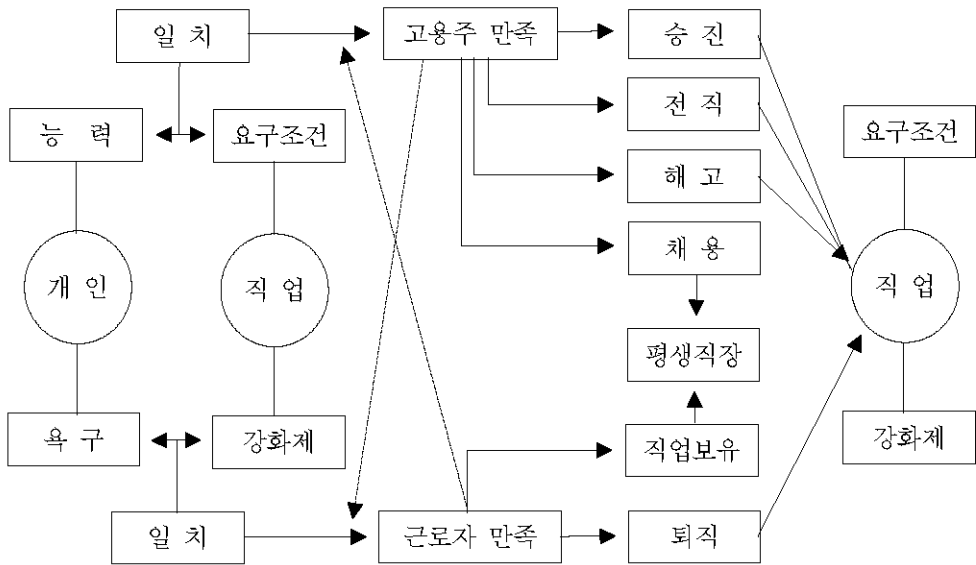 일 치
고용주 만족
승 진
전 직
능 력
요구조건
요구조건
해 고
채 용
개 인
직 업
직 업
평생직장
욕 구
강화제
직업보유
강화제
일 치
근로자 만족
퇴직